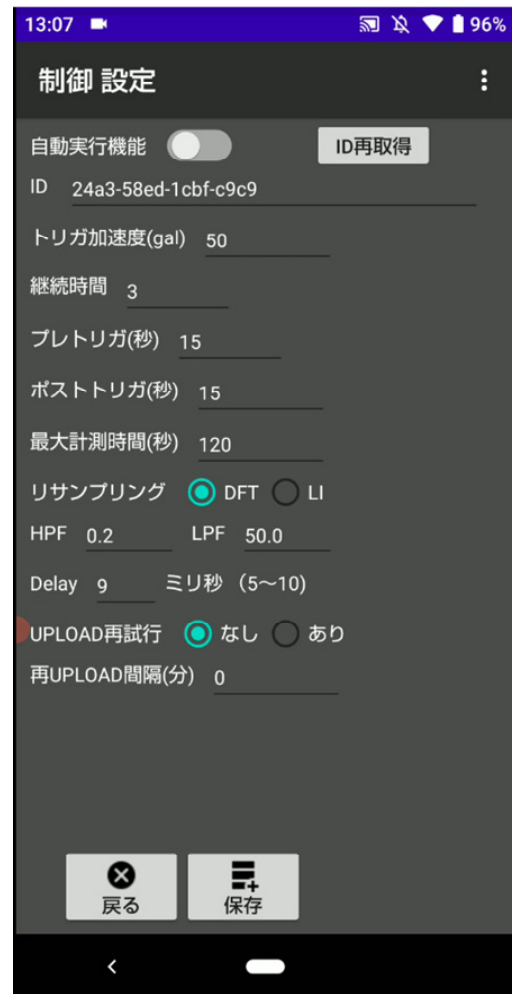 13:07 96%
制御 設定
自動実行機能 ID再取得
ID 24a3-58ed-1cbf-c9c9
トリガ加速度(gal) 50
継続時間 3
プレトリガ(秒) 15
ポストトリガ(秒) 15
最大計測時間(秒) 120
リサンプリング DFT LI
HPF 0.2 LPF 50.0
Delay 9 ミリ秒 （5～10)
UPLOAD再試行 なし あり
再UPLOAD間隔(分) 0
戻る 保存